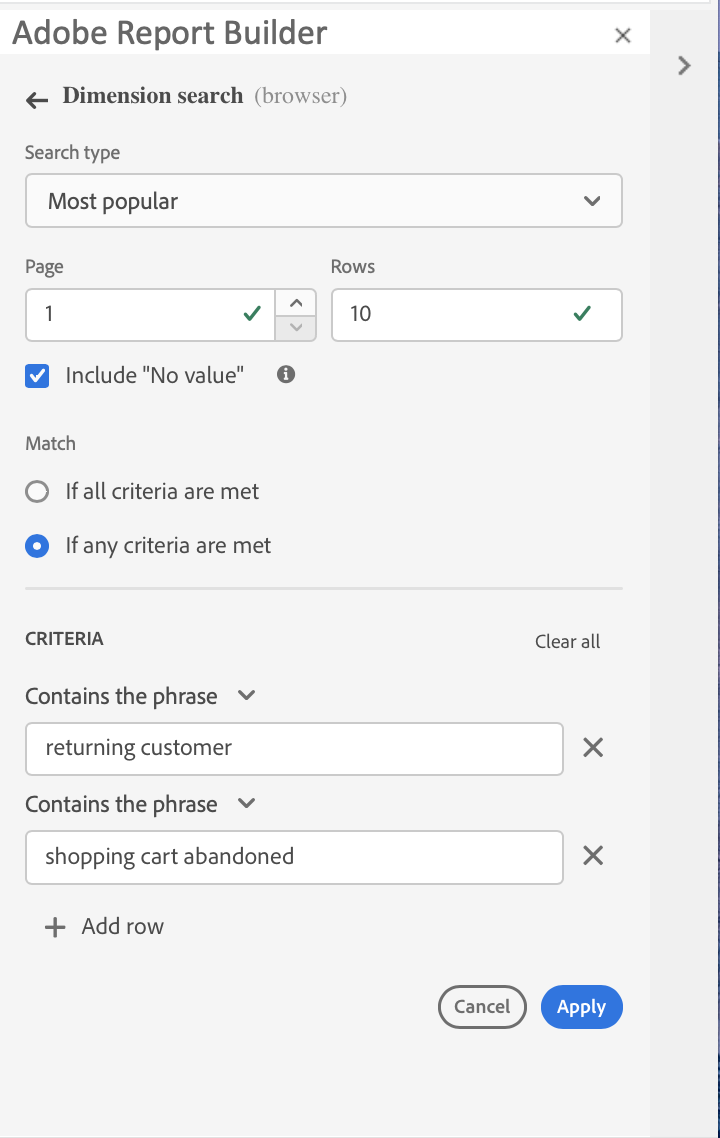 Adobe Report Builder
Dimension search (browser)
Search type
Most popular
Page Rows
1 10
Include "No value"
Match
If all criteria are met
If any criteria are met
CRITERIA Clear all
Contains the phrase
returning customer
Contains the phrase
shopping cart abandoned
Add row
Cancel Apply